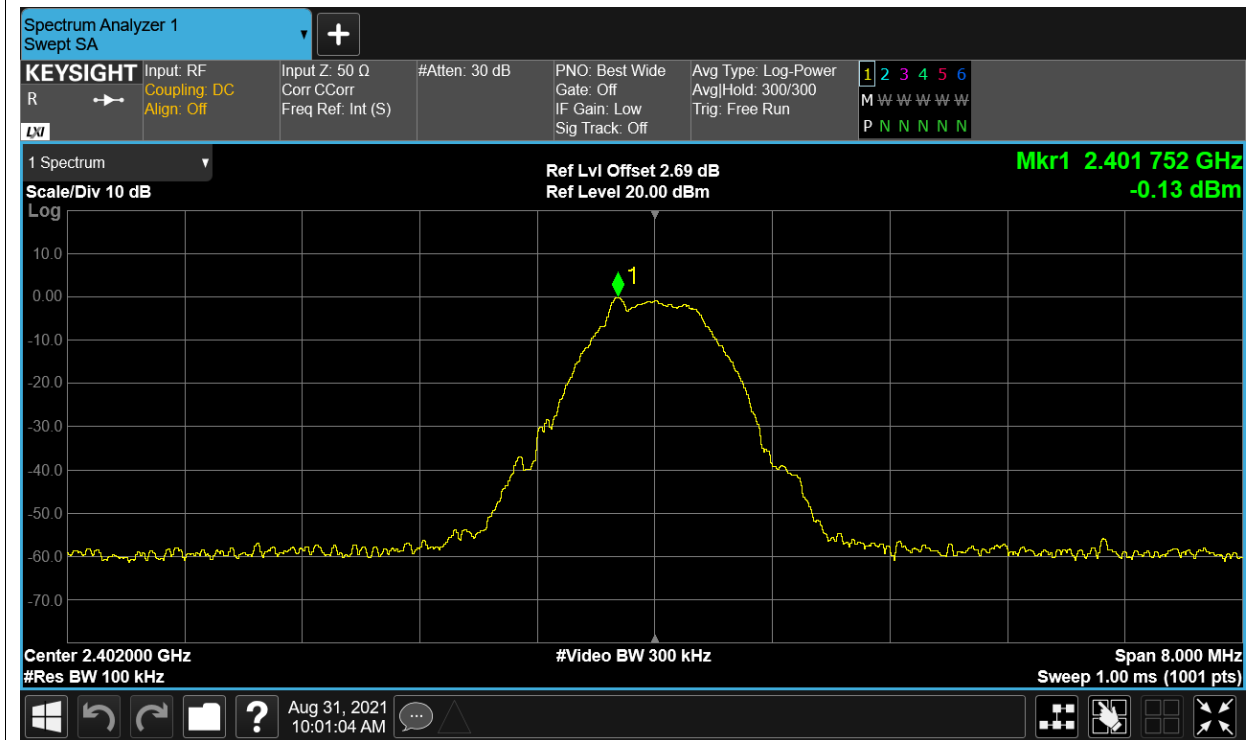 Spectrum Analyzer 1
Swept SA
KEYSIGHT
R
LXI
Input: RF
Coupling: DC
Align: Off
Input Z: 50 Ω
Corr CCorr
Freq Ref: Int (S)
#Atten: 30 dB
PNO: Best Wide
Gate: Off
IF Gain: Low
Sig Track: Off
Avg Type: Log-Power
Avg|Hold: 300/300
Trig: Free Run
1 2 3 4 5 6
M W W W W W
P N N N N N
1 Spectrum
Scale/Div 10 dB
Log
Ref Lvl Offset 2.69 dB
Ref Level 20.00 dBm
Mkr1 2.401 752 GHz
-0.13 dBm
1
10.0
0.00
-10.0
-20.0
-30.0
-40.0
-50.0
-60.0
-70.0
Center 2.402000 GHz
#Res BW 100 kHz
#Video BW 300 kHz
Span 8.000 MHz
Sweep 1.00 ms (1001 pts)
?
Aug 31, 2021
10:01:04 AM